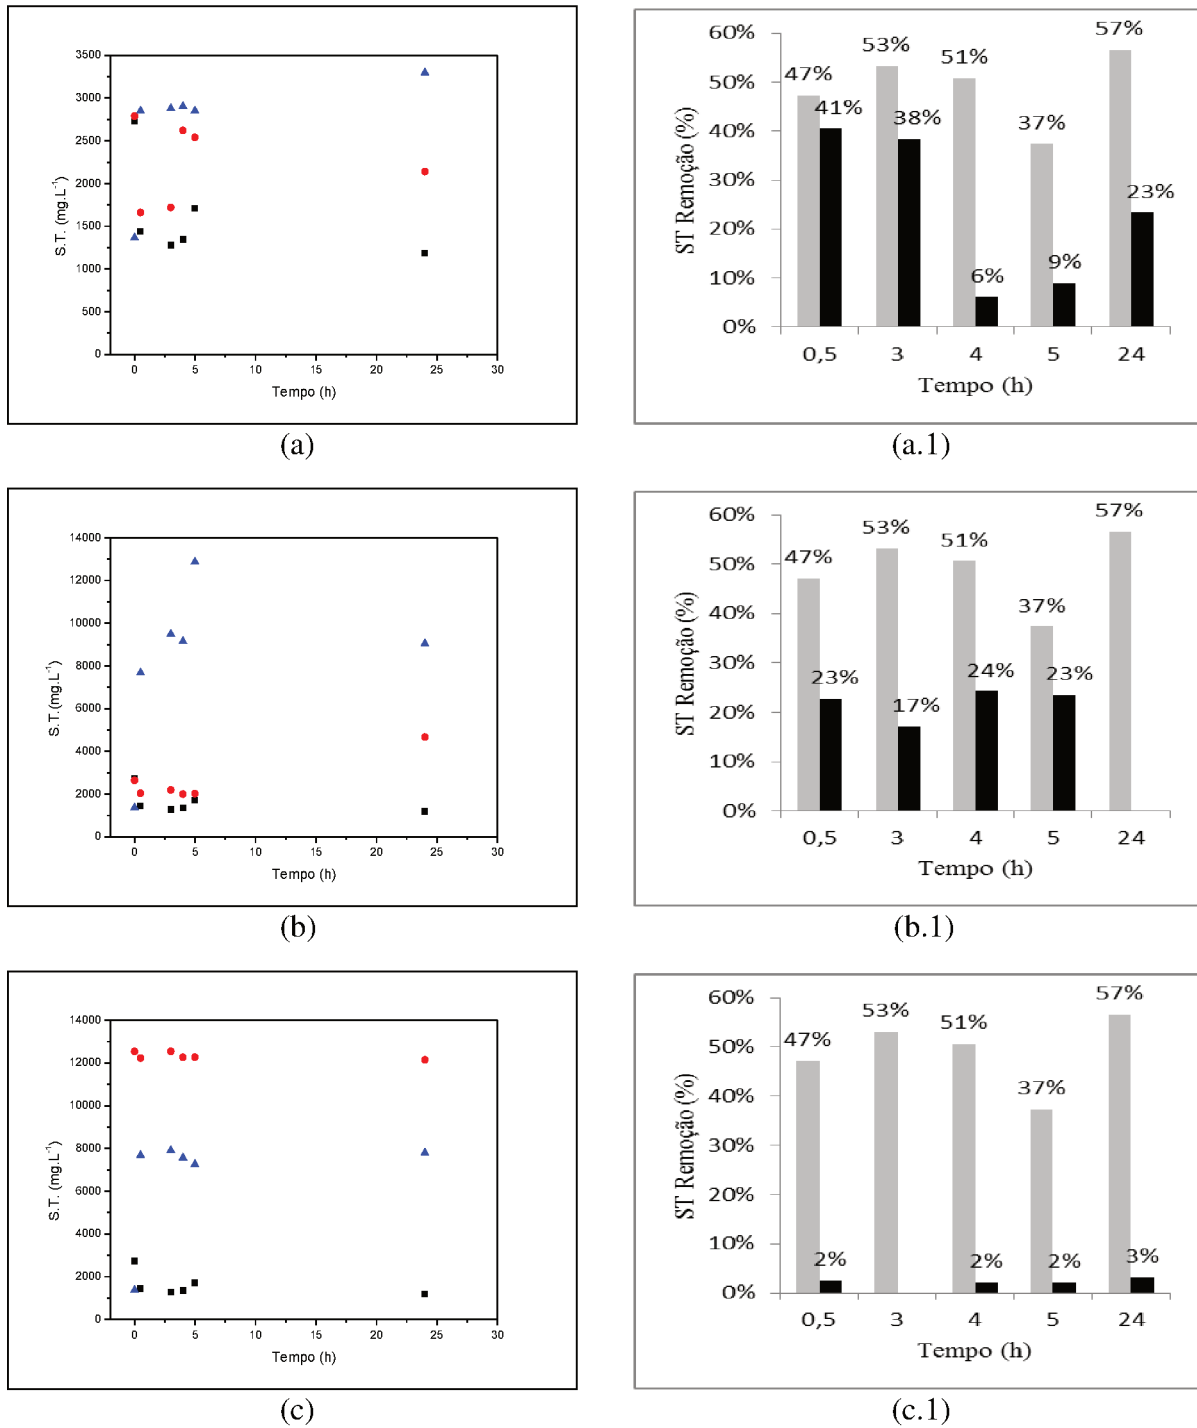 3500
3000
2500
2000
1500
1000
500
0
S.T. (mg.L⁻¹)
0 5 10 15 20 25 30
Tempo (h)
(a)
60%
50%
40%
30%
20%
10%
0%
ST Remoção (%)
47% 41% 53% 38% 51% 6% 37% 9% 57% 23%
0,5 3 4 5 24
Tempo (h)
(a.1)
14000
12000
10000
8000
6000
4000
2000
0
S.T.(mg.L⁻¹)
0 5 10 15 20 25 30
Tempo (h)
(b)
60%
50%
40%
30%
20%
10%
0%
ST Remoção (%)
47% 23% 53% 17% 51% 24% 37% 23% 57%
0,5 3 4 5 24
Tempo (h)
(b.1)
14000
12000
10000
8000
6000
4000
2000
0
S.T. (mg.L⁻¹)
0 5 10 15 20 25 30
Tempo (h)
(c)
60%
50%
40%
30%
20%
10%
0%
ST Remoção (%)
47% 2% 53% 51% 2% 37% 2% 57% 3%
0,5 3 4 5 24
Tempo (h)
(c.1)